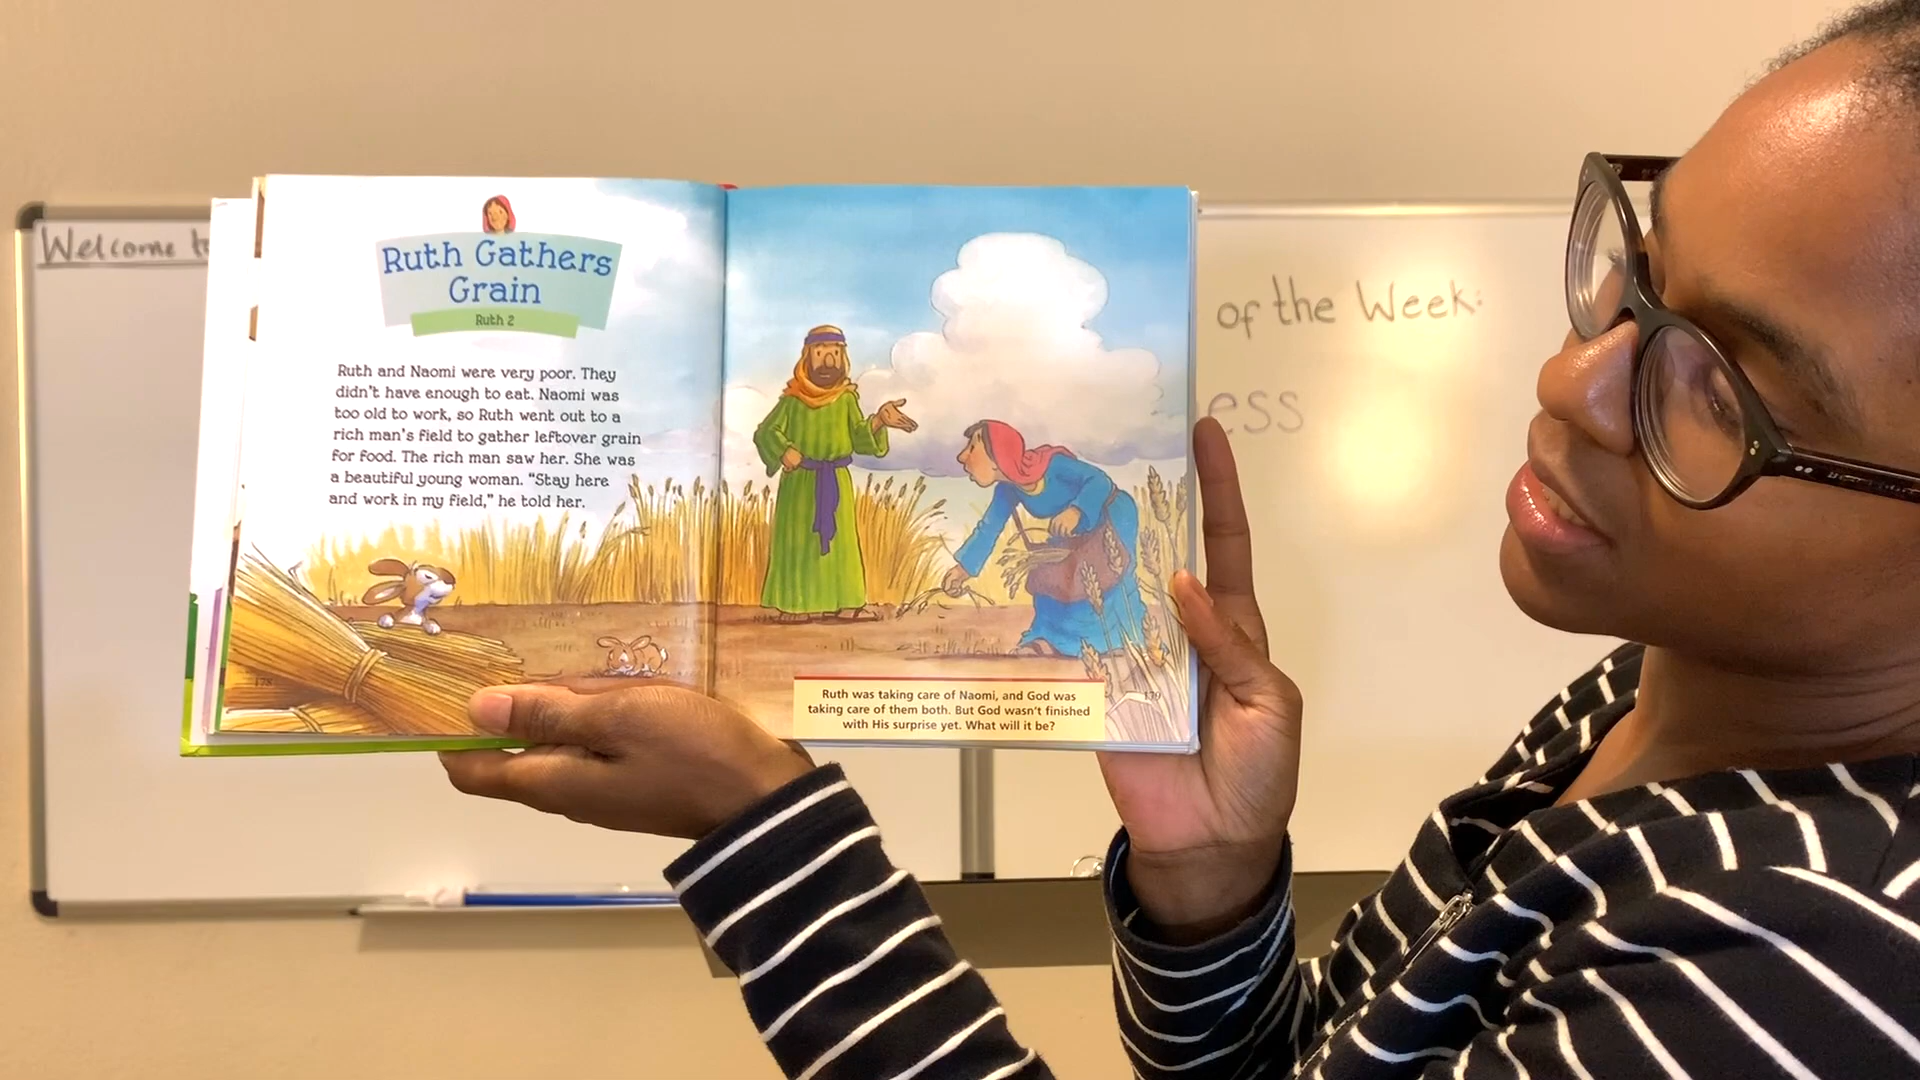 Welcome to
Ruth Gathers
Grain
Ruth 2
Ruth and Naomi were very poor. They
didn't have enough to eat. Naomi was
too old to work, so Ruth went out to a
rich man's field to gather leftover grain
for food. The rich man saw her. She was
a beautiful young woman. "Stay here
and work in my field," he told her.
178
Ruth was taking care of Naomi, and God was
taking care of them both. But God wasn't finished
with His surprise yet. What will it be?
179
of the Week:
ess